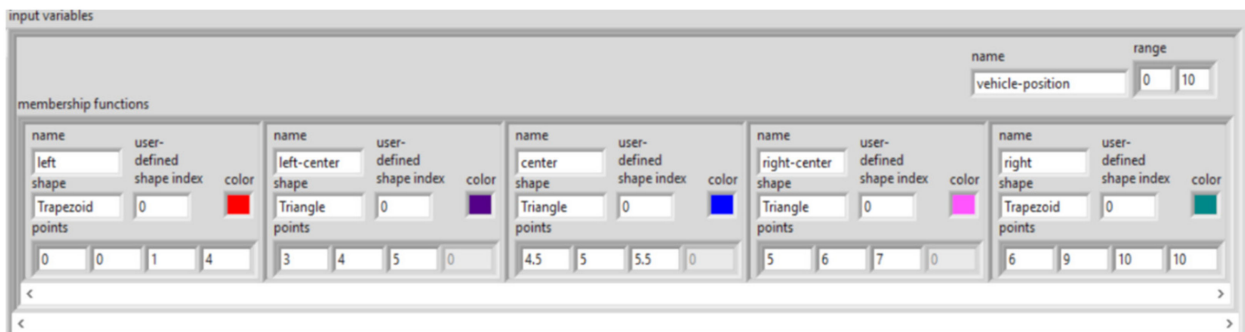 input variables
name range
vehicle-position 0 10
membership functions
name user-defined shape index color
left
shape
Trapezoid 0
points
0 0 1 4
name user-defined shape index color
left-center
shape
Triangle 0
points
3 4 5 0
name user-defined shape index color
center
shape
Triangle 0
points
4.5 5 5.5 0
name user-defined shape index color
right-center
shape
Triangle 0
points
5 6 7 0
name user-defined shape index color
right
shape
Trapezoid 0
points
6 9 10 10